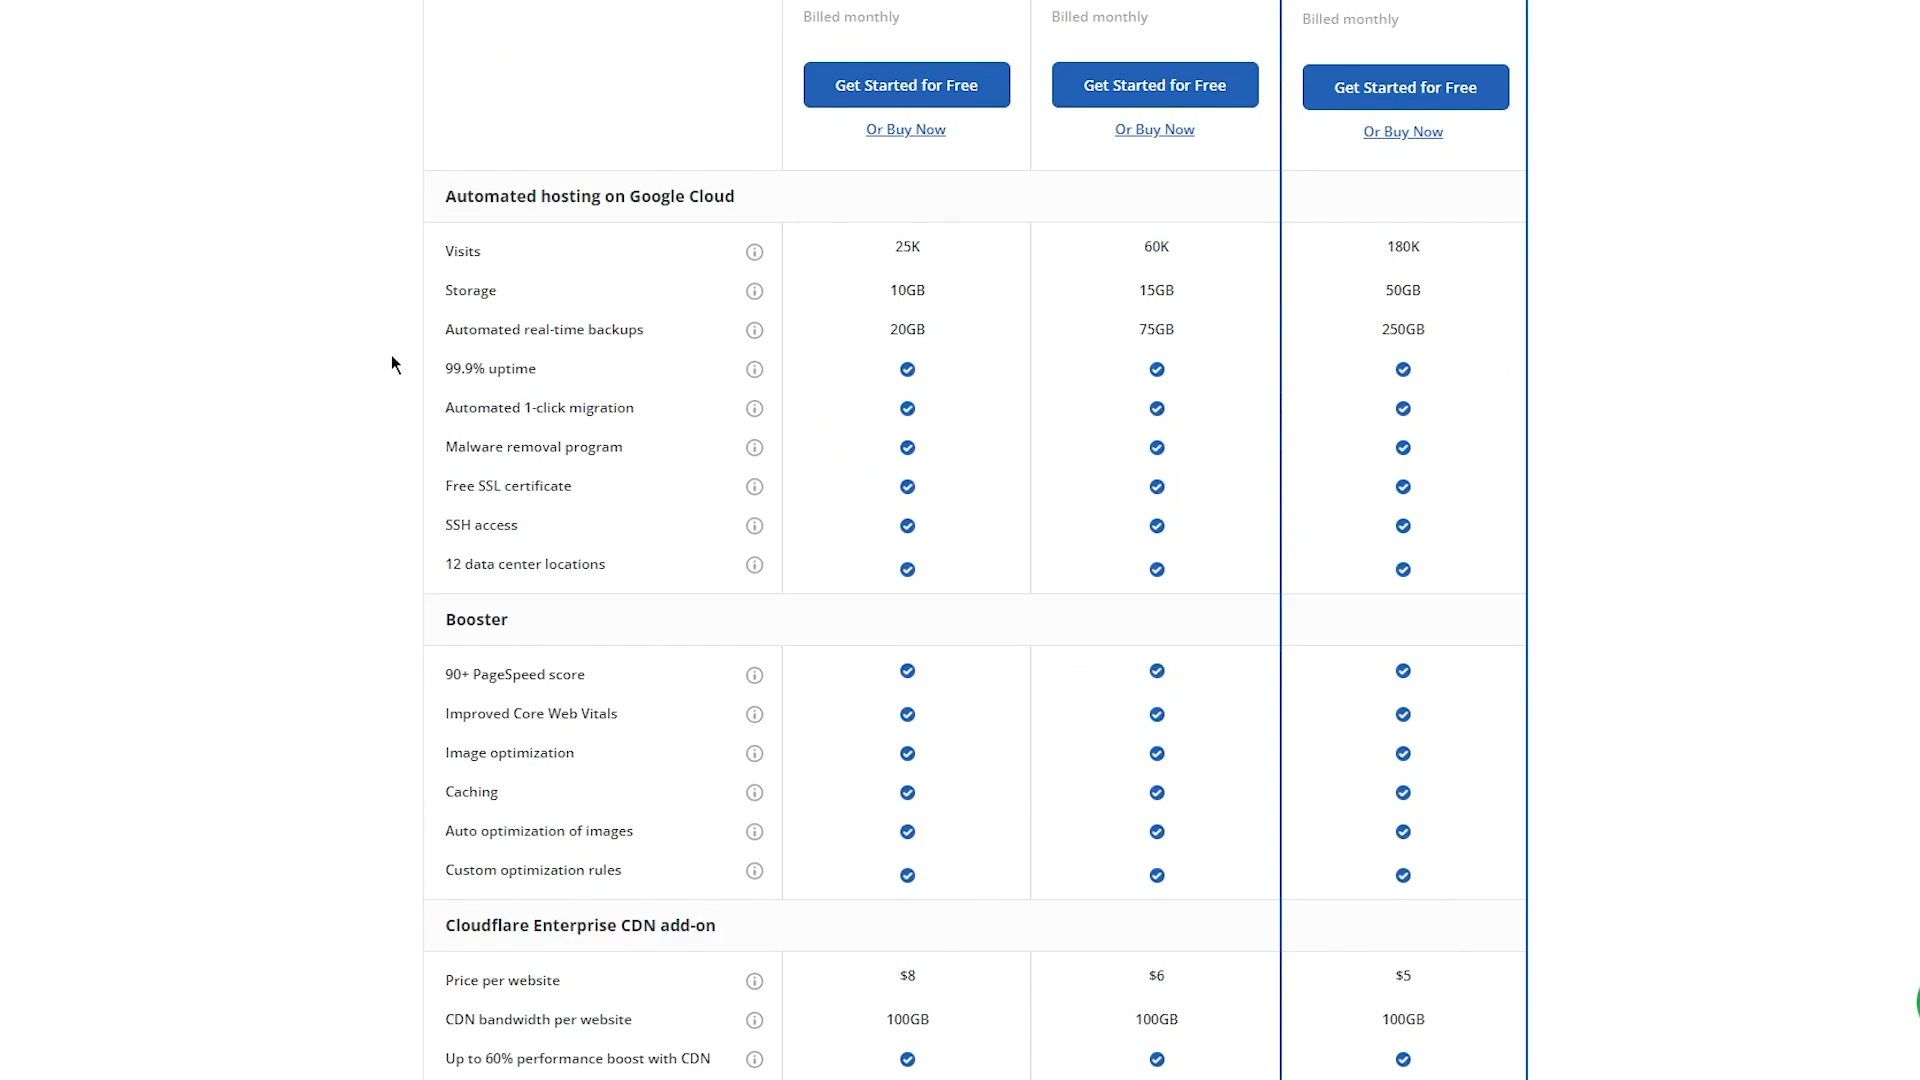 Billed monthly Billed monthly Billed monthly
Get Started for Free Get Started for Free Get Started for Free
Or Buy Now Or Buy Now Or Buy Now
Automated hosting on Google Cloud
Visits 25K 60K 180K
Storage 10GB 15GB 50GB
Automated real-time backups 20GB 75GB 250GB
99.9% uptime
Automated 1-click migration
Malware removal program
Free SSL certificate
SSH access
12 data center locations
Booster
90+ PageSpeed score
Improved Core Web Vitals
Image optimization
Caching
Auto optimization of images
Custom optimization rules
Cloudflare Enterprise CDN add-on
Price per website $8 $6 $5
CDN bandwidth per website 100GB 100GB 100GB
Up to 60% performance boost with CDN